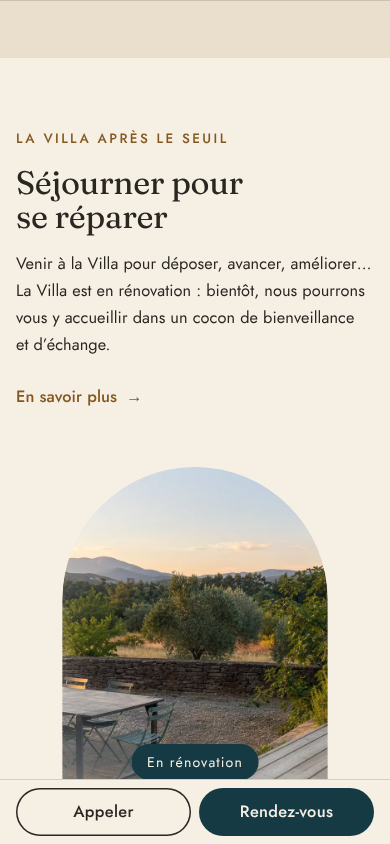 LA VILLA APRÈS LE SEUIL
Séjourner pour
se réparer
Venir à la Villa pour déposer, avancer, améliorer…
La Villa est en rénovation : bientôt, nous pourrons
vous y accueillir dans un cocon de bienveillance
et d’échange.
En savoir plus →
En rénovation
Appeler
Rendez-vous